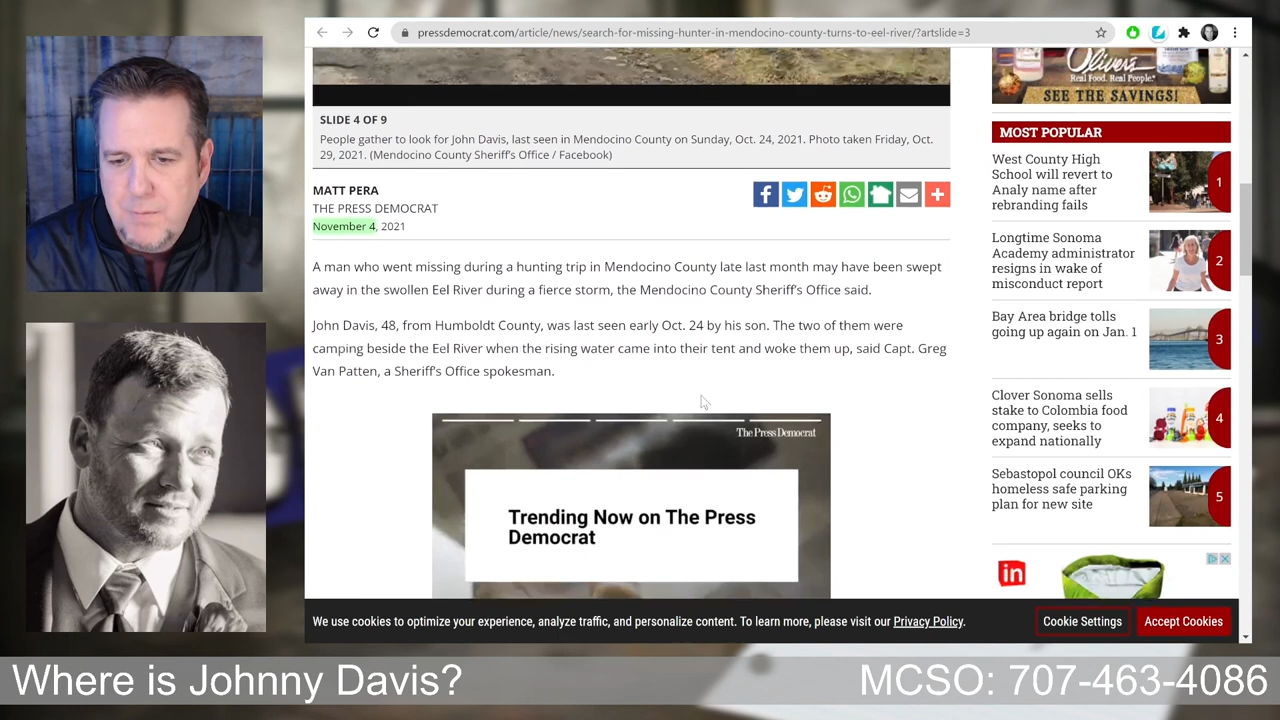 pressdemocrat.com/article/news/search-for-missing-hunter-in-mendocino-county-turns-to-eel-river/?artslide=3
Olivers
Real Food. Real People.
SEE THE SAVINGS!
SLIDE 4 OF 9
People gather to look for John Davis, last seen in Mendocino County on Sunday, Oct. 24, 2021. Photo taken Friday, Oct.
29, 2021. (Mendocino County Sheriff's Office / Facebook)
MATT PERA
THE PRESS DEMOCRAT
November 4, 2021
A man who went missing during a hunting trip in Mendocino County late last month may have been swept
away in the swollen Eel River during a fierce storm, the Mendocino County Sheriff's Office said.
John Davis, 48, from Humboldt County, was last seen early Oct. 24 by his son. The two of them were
camping beside the Eel River when the rising water came into their tent and woke them up, said Capt. Greg
Van Patten, a Sheriff's Office spokesman.
The Press Democrat
Trending Now on The Press
Democrat
MOST POPULAR
West County High
School will revert to
Analy name after
rebranding fails
1
Longtime Sonoma
Academy administrator
resigns in wake of
misconduct report
2
Bay Area bridge tolls
going up again on Jan. 1
3
Clover Sonoma sells
stake to Colombia food
company, seeks to
expand nationally
4
Sebastopol council OKs
homeless safe parking
plan for new site
5
in
We use cookies to optimize your experience, analyze traffic, and personalize content. To learn more, please visit our Privacy Policy.
Cookie Settings
Accept Cookies
Where is Johnny Davis?
MCSO: 707-463-4086